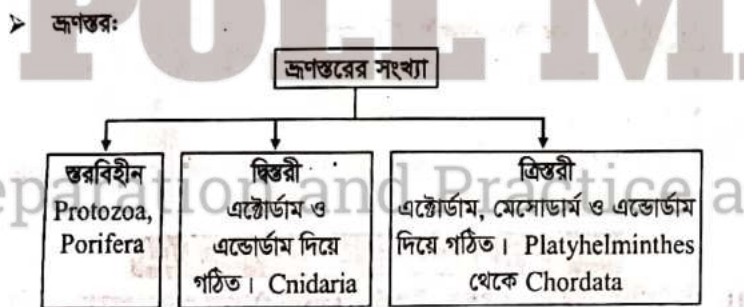 ➤ ভ্রূণস্তরঃ
ভ্রূণস্তরের সংখ্যা
স্তরবিহীন
Protozoa,
Porifera
দ্বিস্তরী
এক্টোর্ডাম ও
এন্ডোর্ডাম দিয়ে
গঠিত। Cnidaria
ত্রিস্তরী
এক্টোর্ডাম, মেসোডার্ম ও এন্ডোর্ডাম
দিয়ে গঠিত। Platyhelminthes
থেকে Chordata